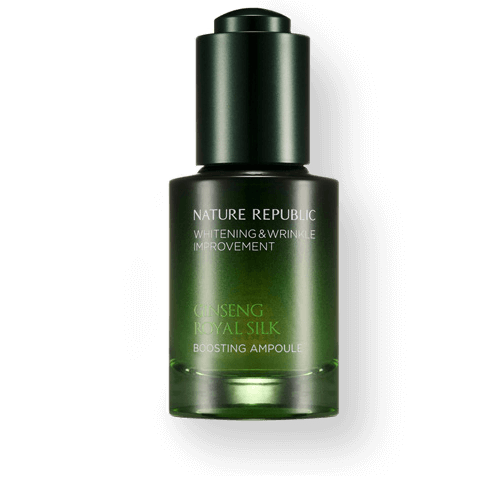 NATURE REPUBLIC
WHITENING & WRINKLE
IMPROVEMENT
GINSENG
ROYAL SILK
BOOSTING AMPOULE